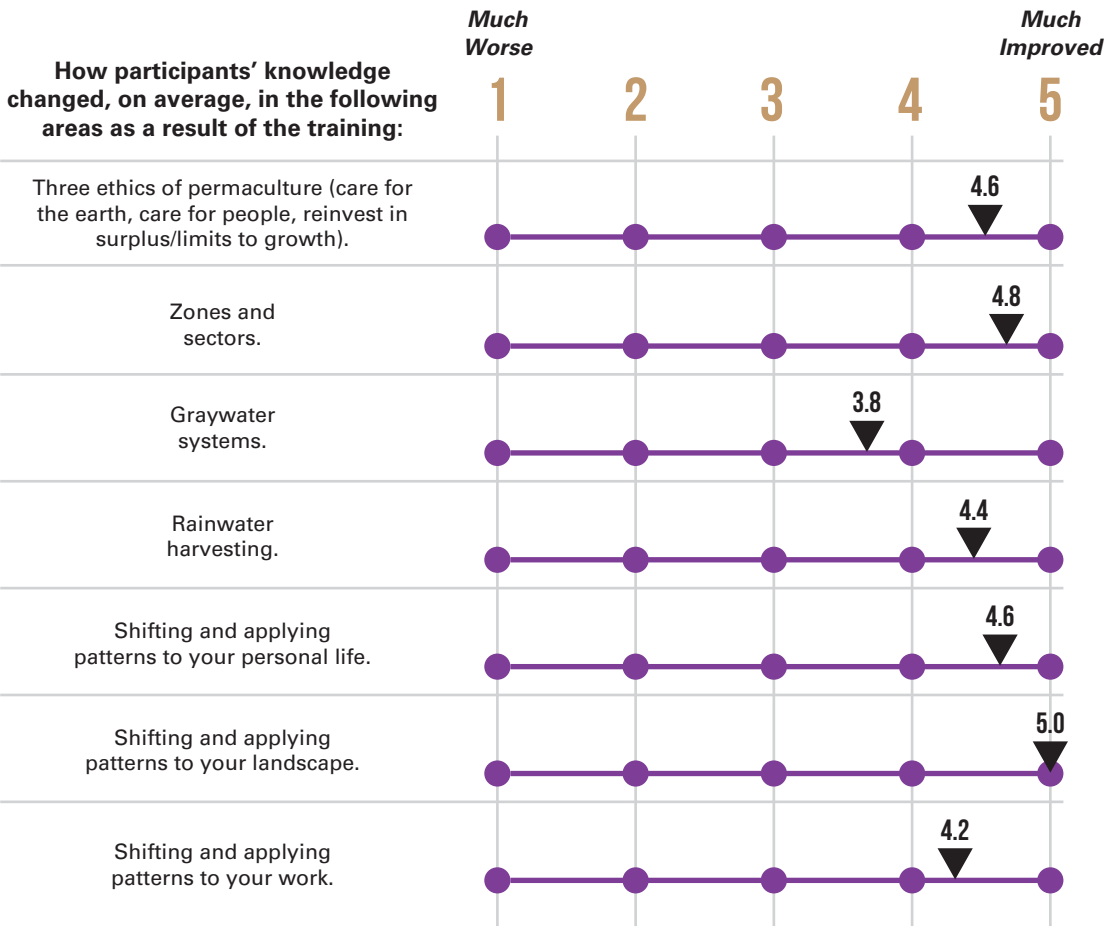 Much
Worse
Much
Improved
How participants’ knowledge
changed, on average, in the following
areas as a result of the training:
1 2 3 4 5
Three ethics of permaculture (care for
the earth, care for people, reinvest in
surplus/limits to growth).
4.6
Zones and
sectors.
4.8
Graywater
systems.
3.8
Rainwater
harvesting.
4.4
Shifting and applying
patterns to your personal life.
4.6
Shifting and applying
patterns to your landscape.
5.0
Shifting and applying
patterns to your work.
4.2